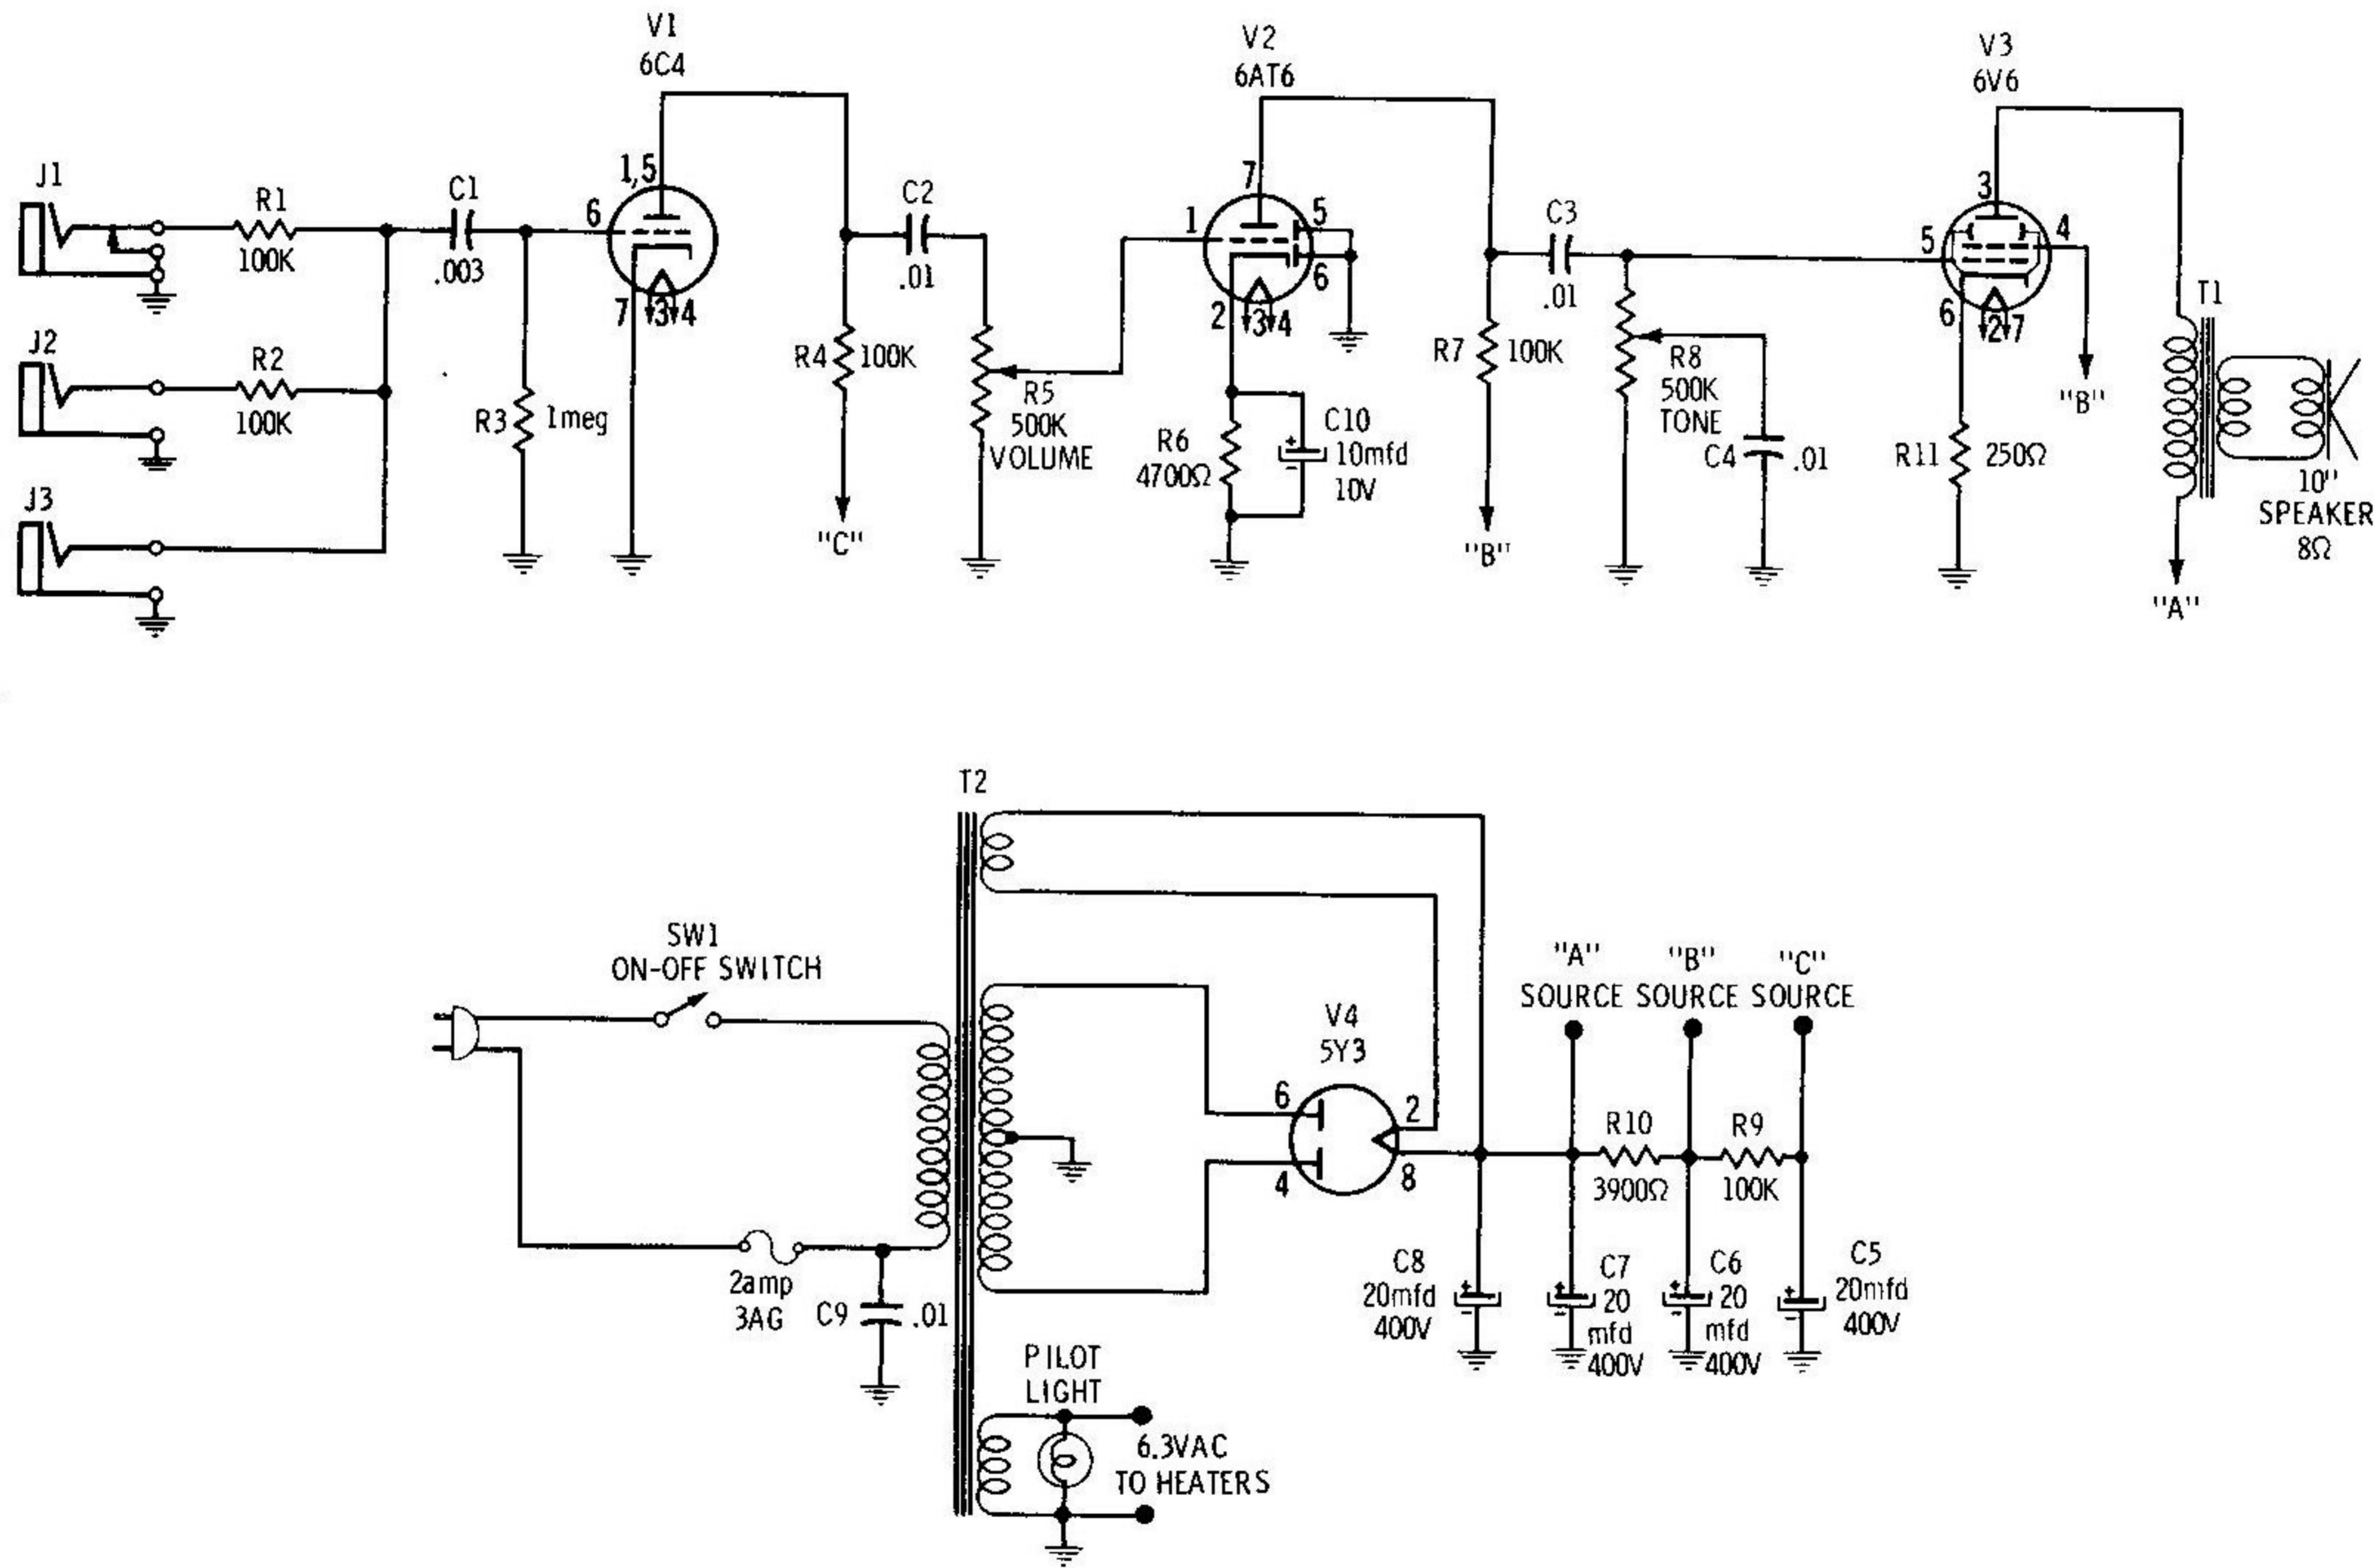 V1
6C4
V2
6AT6
V3
6V6
J1
R1
100K
C1
.003
1,5
6
7
3
4
C2
.01
7
1
5
6
2
3
4
C3
.01
3
4
5
6
2
7
T1
J2
R2
100K
R3
1meg
R4
100K
R5
500K
VOLUME
R6
4700Ω
C10
+
-
10mfd
10V
R7
100K
R8
500K
TONE
C4
.01
"B"
R11
250Ω
10"
SPEAKER
8Ω
J3
"C"
"B"
"A"
T2
SW1
ON-OFF SWITCH
V4
5Y3
6
4
2
8
"A"
SOURCE
"B"
SOURCE
"C"
SOURCE
R10
3900Ω
R9
100K
2amp
3AG
C9
.01
C8
20mfd
400V
+
-
C7
20
mfd
400V
+
-
C6
20
mfd
400V
+
-
C5
20mfd
400V
+
-
PILOT
LIGHT
6.3VAC
TO HEATERS